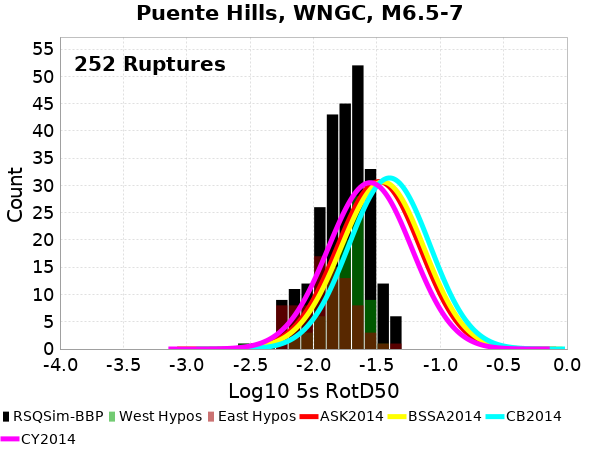 Puente Hills, WNGC, M6.5-7
252 Ruptures
Count
55
50
45
40
35
30
25
20
15
10
5
0
-4.0 -3.5 -3.0 -2.5 -2.0 -1.5 -1.0 -0.5 0.0
Log10 5s RotD50
RSQSim-BBP West Hypos East Hypos ASK2014 BSSA2014 CB2014
CY2014